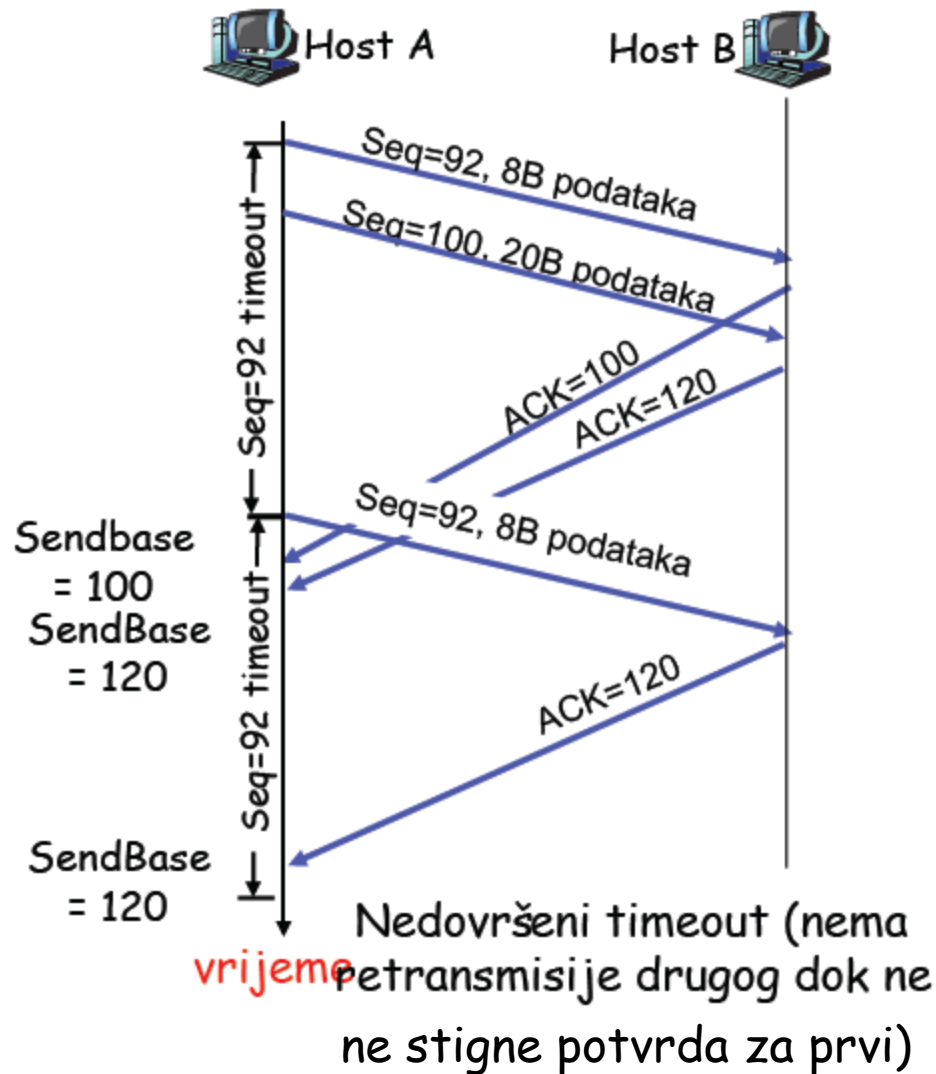 Host A
Host B
Seq=92, 8B podataka
Seq=100, 20B podataka
Seq=92 timeout
ACK=100
ACK=120
Seq=92, 8B podataka
Sendbase
= 100
SendBase
= 120
Seq=92 timeout
ACK=120
SendBase
= 120
vrijeme
Nedovršeni timeout (nema
retransmisije drugog dok ne
ne stigne potvrda za prvi)